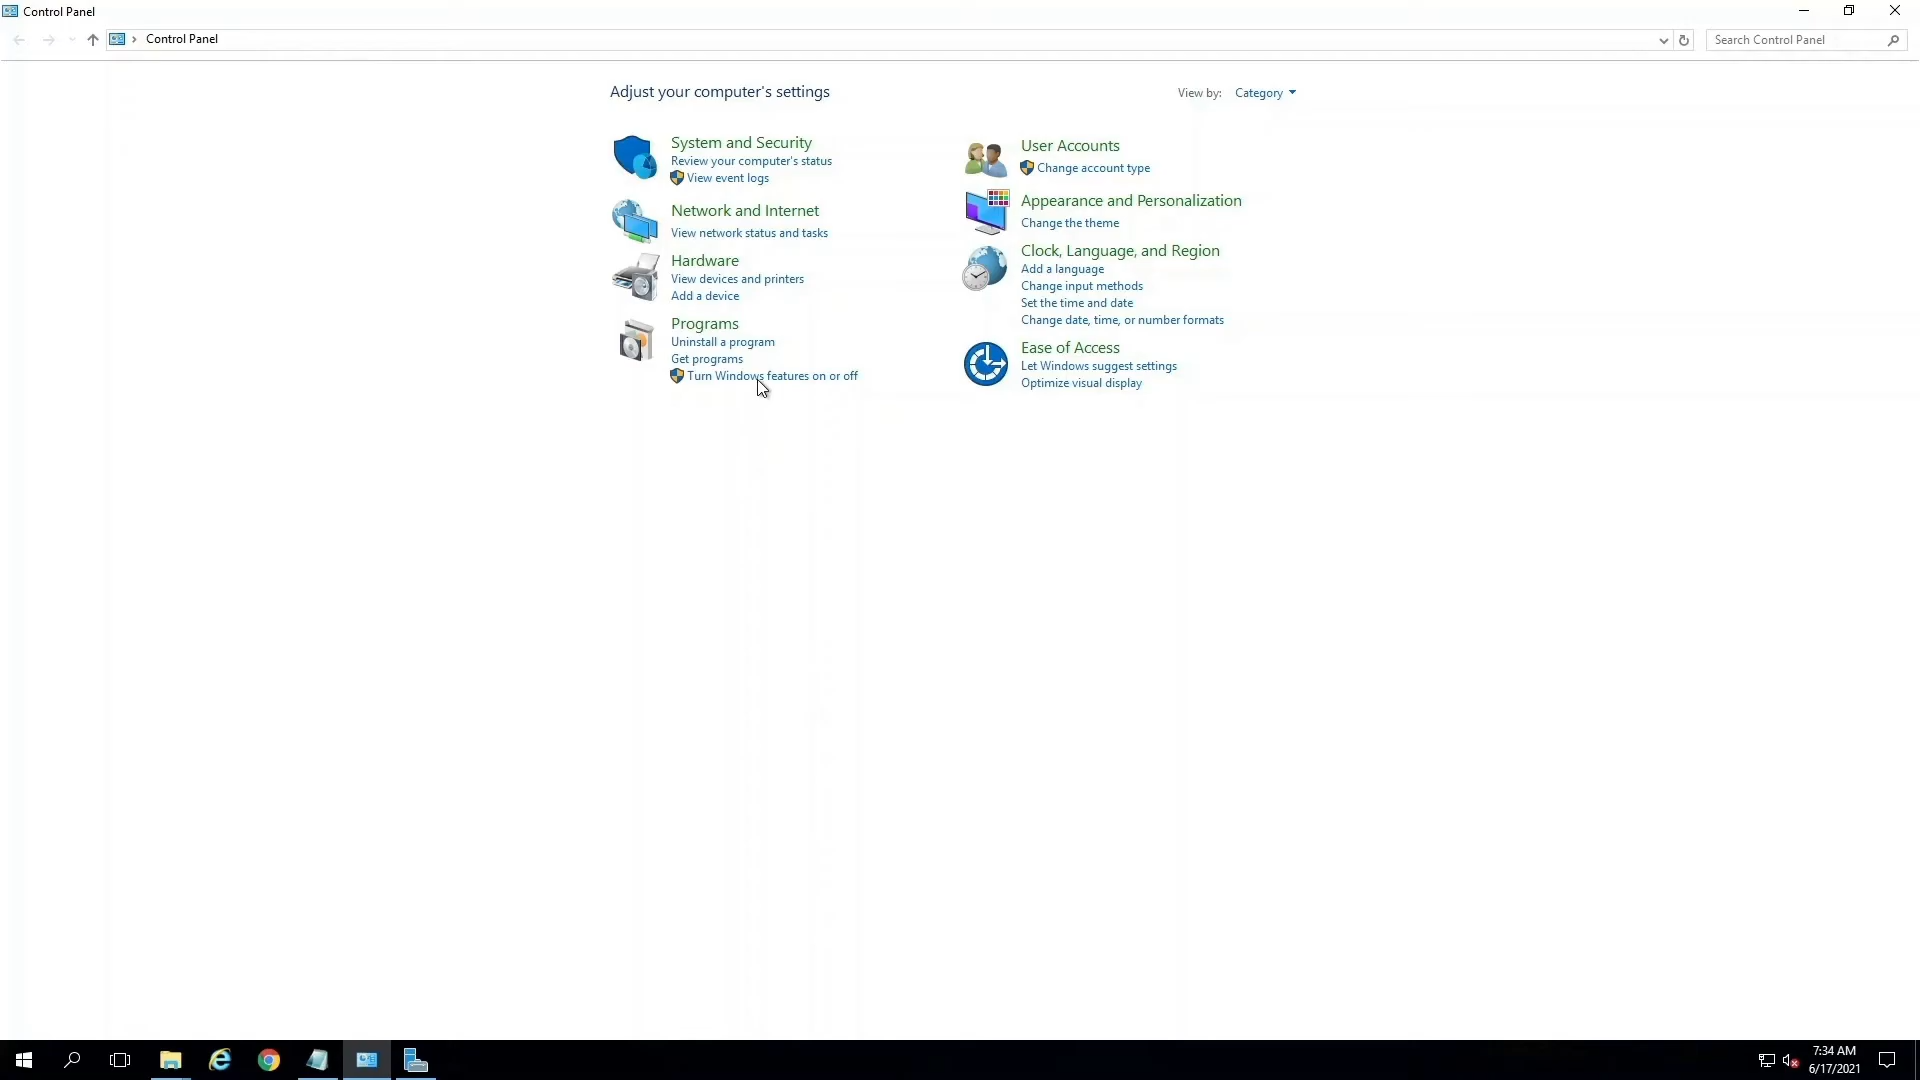 Control Panel
Control Panel
Search Control Panel
Adjust your computer's settings
View by: Category
System and Security
Review your computer's status
View event logs
Network and Internet
View network status and tasks
Hardware
View devices and printers
Add a device
Programs
Uninstall a program
Get programs
Turn Windows features on or off
User Accounts
Change account type
Appearance and Personalization
Change the theme
Clock, Language, and Region
Add a language
Change input methods
Set the time and date
Change date, time, or number formats
Ease of Access
Let Windows suggest settings
Optimize visual display
7:34 AM
6/17/2021